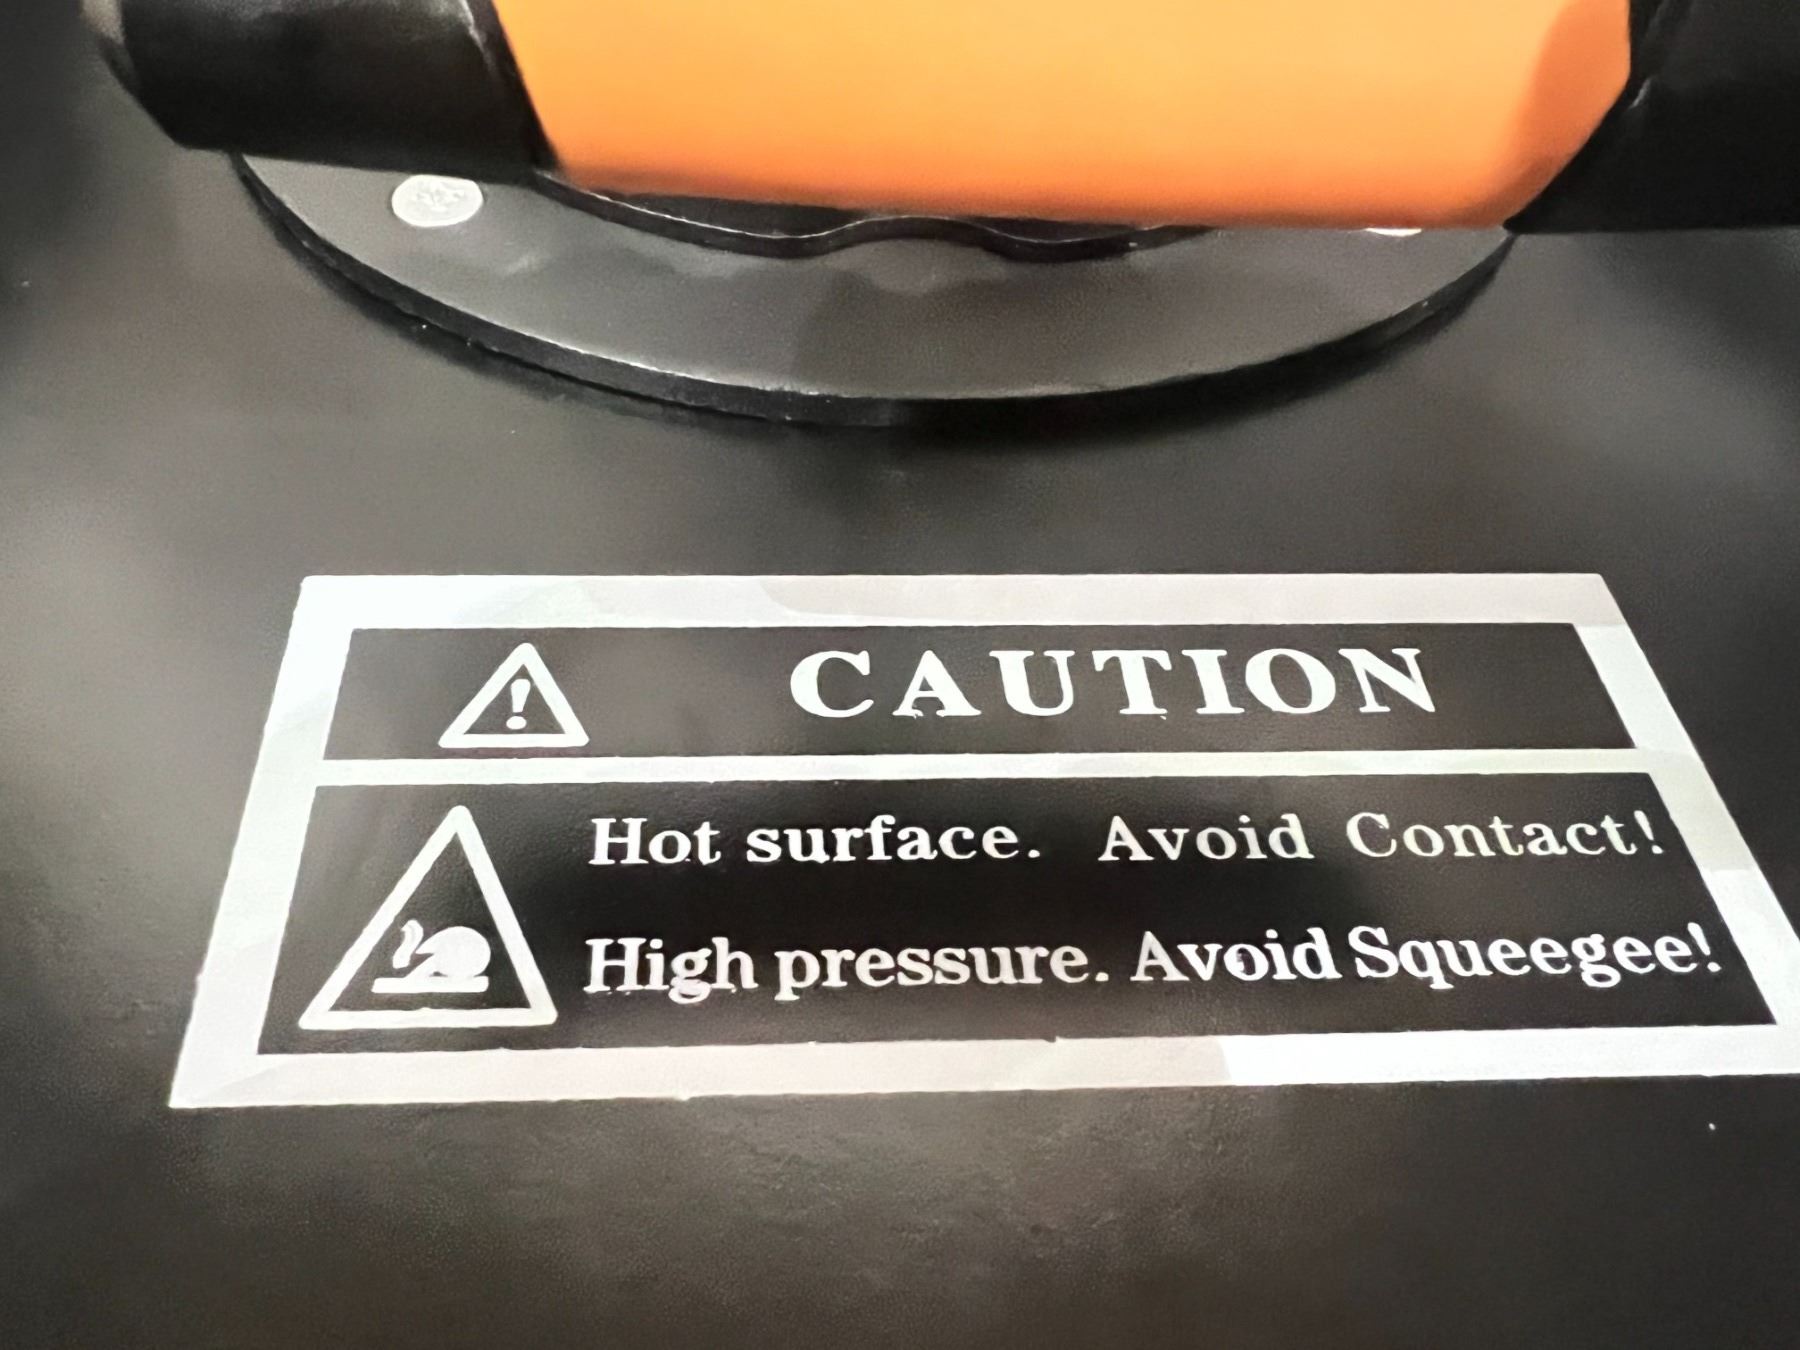 CAUTION
Hot surface. Avoid Contact!
High pressure. Avoid Squeegee!